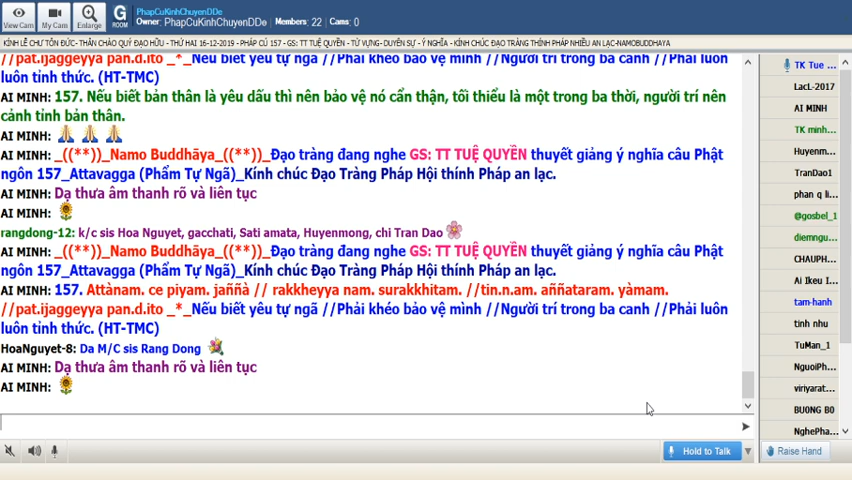 View Cam
My Cam
Enlarge
G
ROOM
PhapCuKinhChuyenDDe
Owner: PhapCuKinhChuyenDDe Members: 22 Cams: 0
KÍNH LỄ CHƯ TÔN ĐỨC- THÂN CHÀO QUÝ ĐẠO HỮU - THỨ HAI 16-12-2019 - PHÁP CÚ 157 - GS: TT TUỆ QUYỀN - TỪ VỰNG- DUYÊN SỰ - Ý NGHĨA - KÍNH CHÚC ĐẠO TRÀNG THÍNH PHÁP NHIỀU AN LẠC-NAMOBUDDHAYA
//pat.ijaggeyya pan.d.ito _*_Nếu biết yêu tự ngã //Phải khéo bảo vệ mình //Người trí trong ba canh //Phải luôn
luôn tỉnh thức. (HT-TMC)
AI MINH: 157. Nếu biết bản thân là yêu dấu thì nên bảo vệ nó cẩn thận, tối thiểu là một trong ba thời, người trí nên
cảnh tỉnh bản thân.
AI MINH:
AI MINH: _((**))_Namo Buddhāya_((**))_Đạo tràng đang nghe GS: TT TUỆ QUYỀN thuyết giảng ý nghĩa câu Phật
ngôn 157_Attavagga (Phẩm Tự Ngã)_Kính chúc Đạo Tràng Pháp Hội thính Pháp an lạc.
AI MINH: Dạ thưa âm thanh rõ và liên tục
AI MINH:
rangdong-12: k/c sis Hoa Nguyet, gacchati, Sati amata, Huyenmong, chi Tran Dao
AI MINH: _((**))_Namo Buddhāya_((**))_Đạo tràng đang nghe GS: TT TUỆ QUYỀN thuyết giảng ý nghĩa câu Phật
ngôn 157_Attavagga (Phẩm Tự Ngã)_Kính chúc Đạo Tràng Pháp Hội thính Pháp an lạc.
AI MINH: 157. Attànam. ce piyam. jaññà // rakkheyya nam. surakkhitam. //tin.n.am. aññataram. yàmam.
//pat.ijaggeyya pan.d.ito _*_Nếu biết yêu tự ngã //Phải khéo bảo vệ mình //Người trí trong ba canh //Phải luôn
luôn tỉnh thức. (HT-TMC)
HoaNguyet-8: Da M/C sis Rang Dong
AI MINH: Dạ thưa âm thanh rõ và liên tục
AI MINH:
Hold to Talk
TK Tue ...
LacL-2017
AI MINH
TK minh...
Huyenm...
TranDao1
phan q li...
@gosbel_1
diemngu...
CHAUPH...
Ai Ikeu I ...
tam-hanh
tinh nhu
TuMan_1
NguoiPh...
viriyarat...
BU0NG B0
NghePha...
Raise Hand